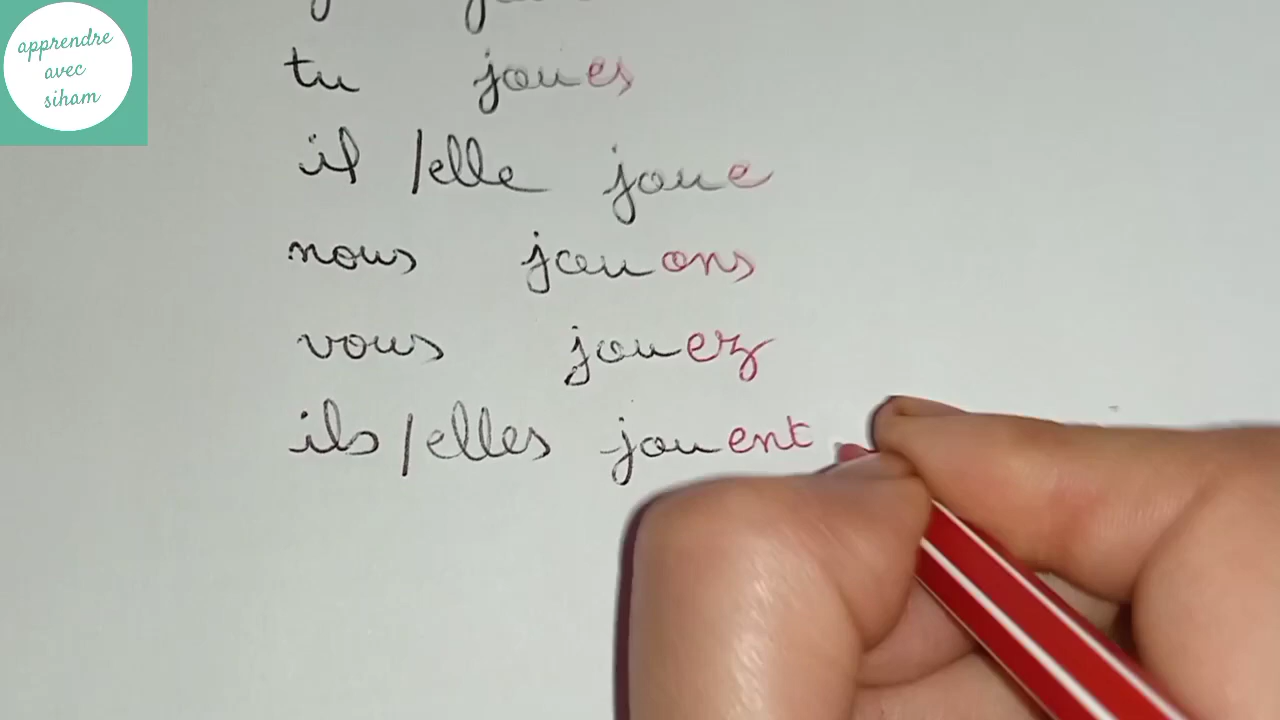 apprendre
avec
siham
tu joues
il /elle joue
nous jouons
vous jouez
ils/elles jouent